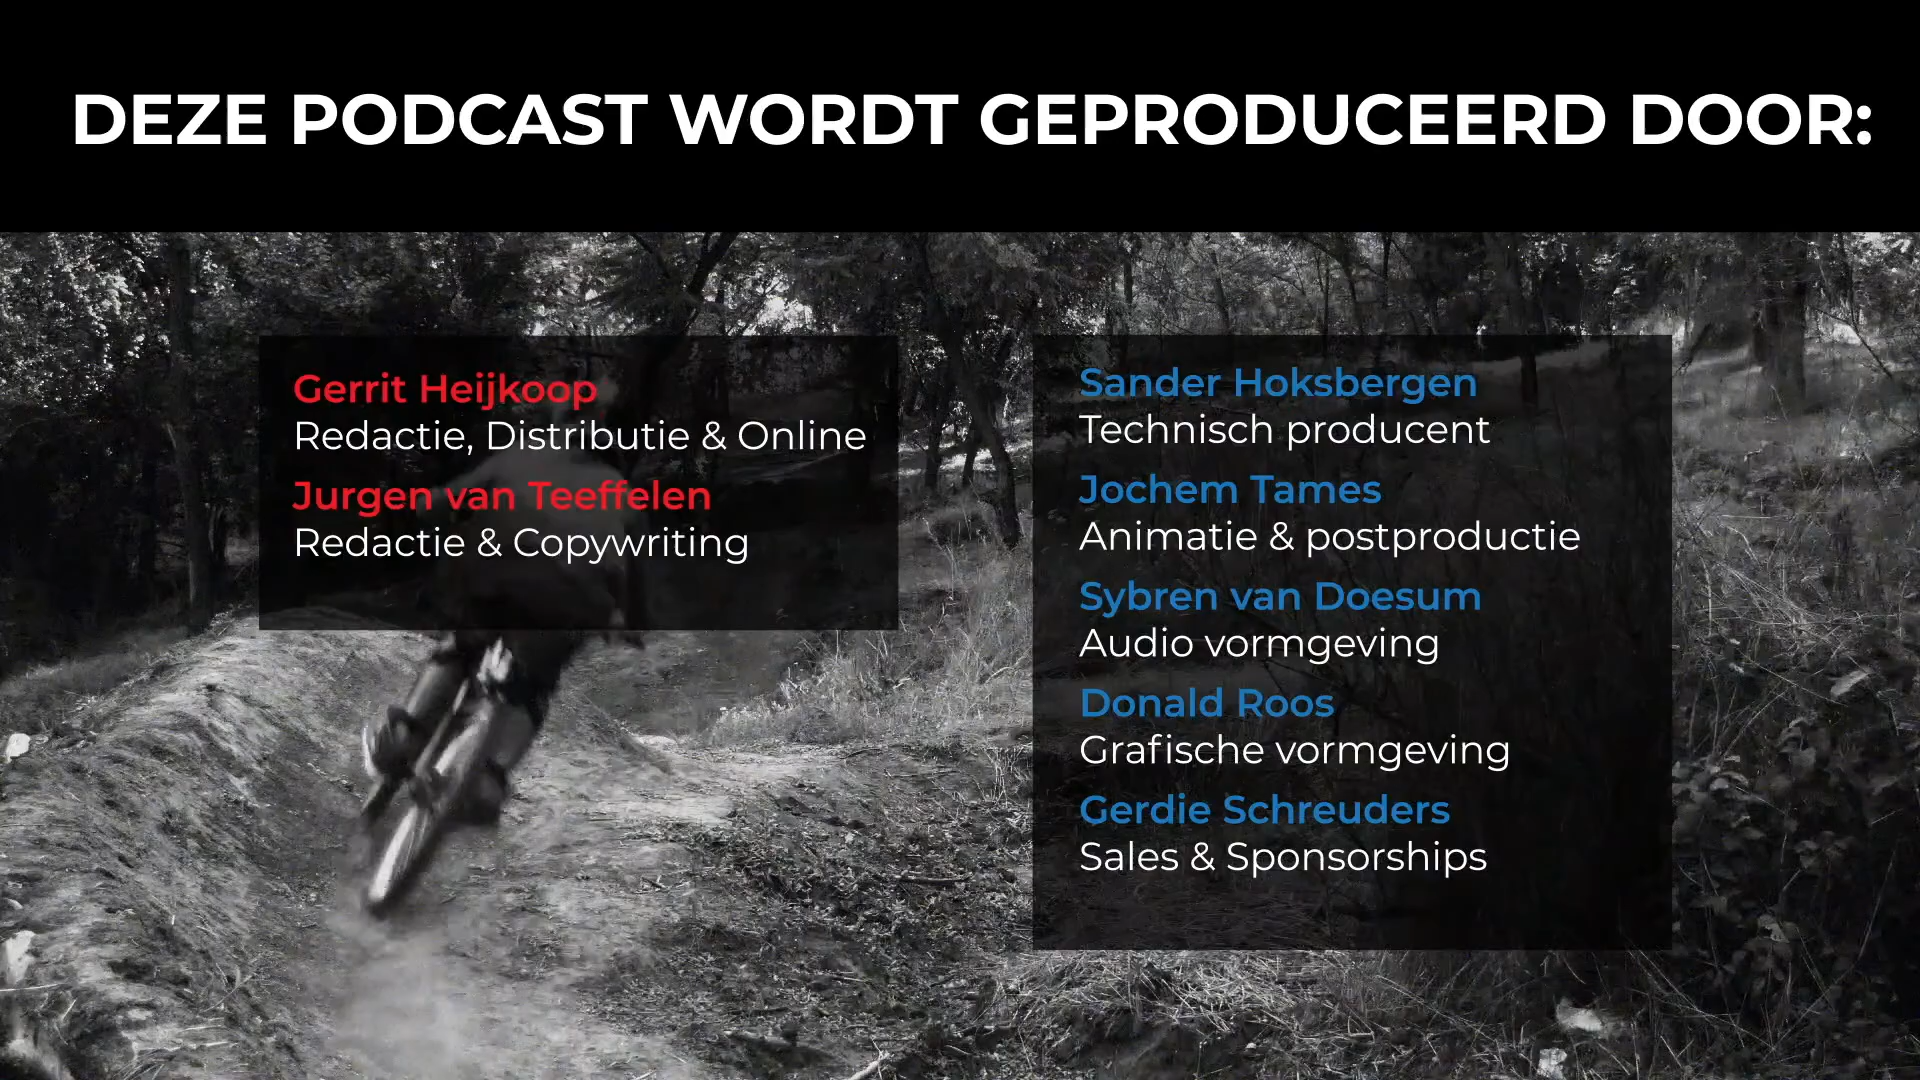 DEZE PODCAST WORDT GEPRODUCEERD DOOR:
Gerrit Heijkoop
Redactie, Distributie & Online
Jurgen van Teeffelen
Redactie & Copywriting
Sander Hoksbergen
Technisch producent
Jochem Tames
Animatie & postproductie
Sybren van Doesum
Audio vormgeving
Donald Roos
Grafische vormgeving
Gerdie Schreuders
Sales & Sponsorships